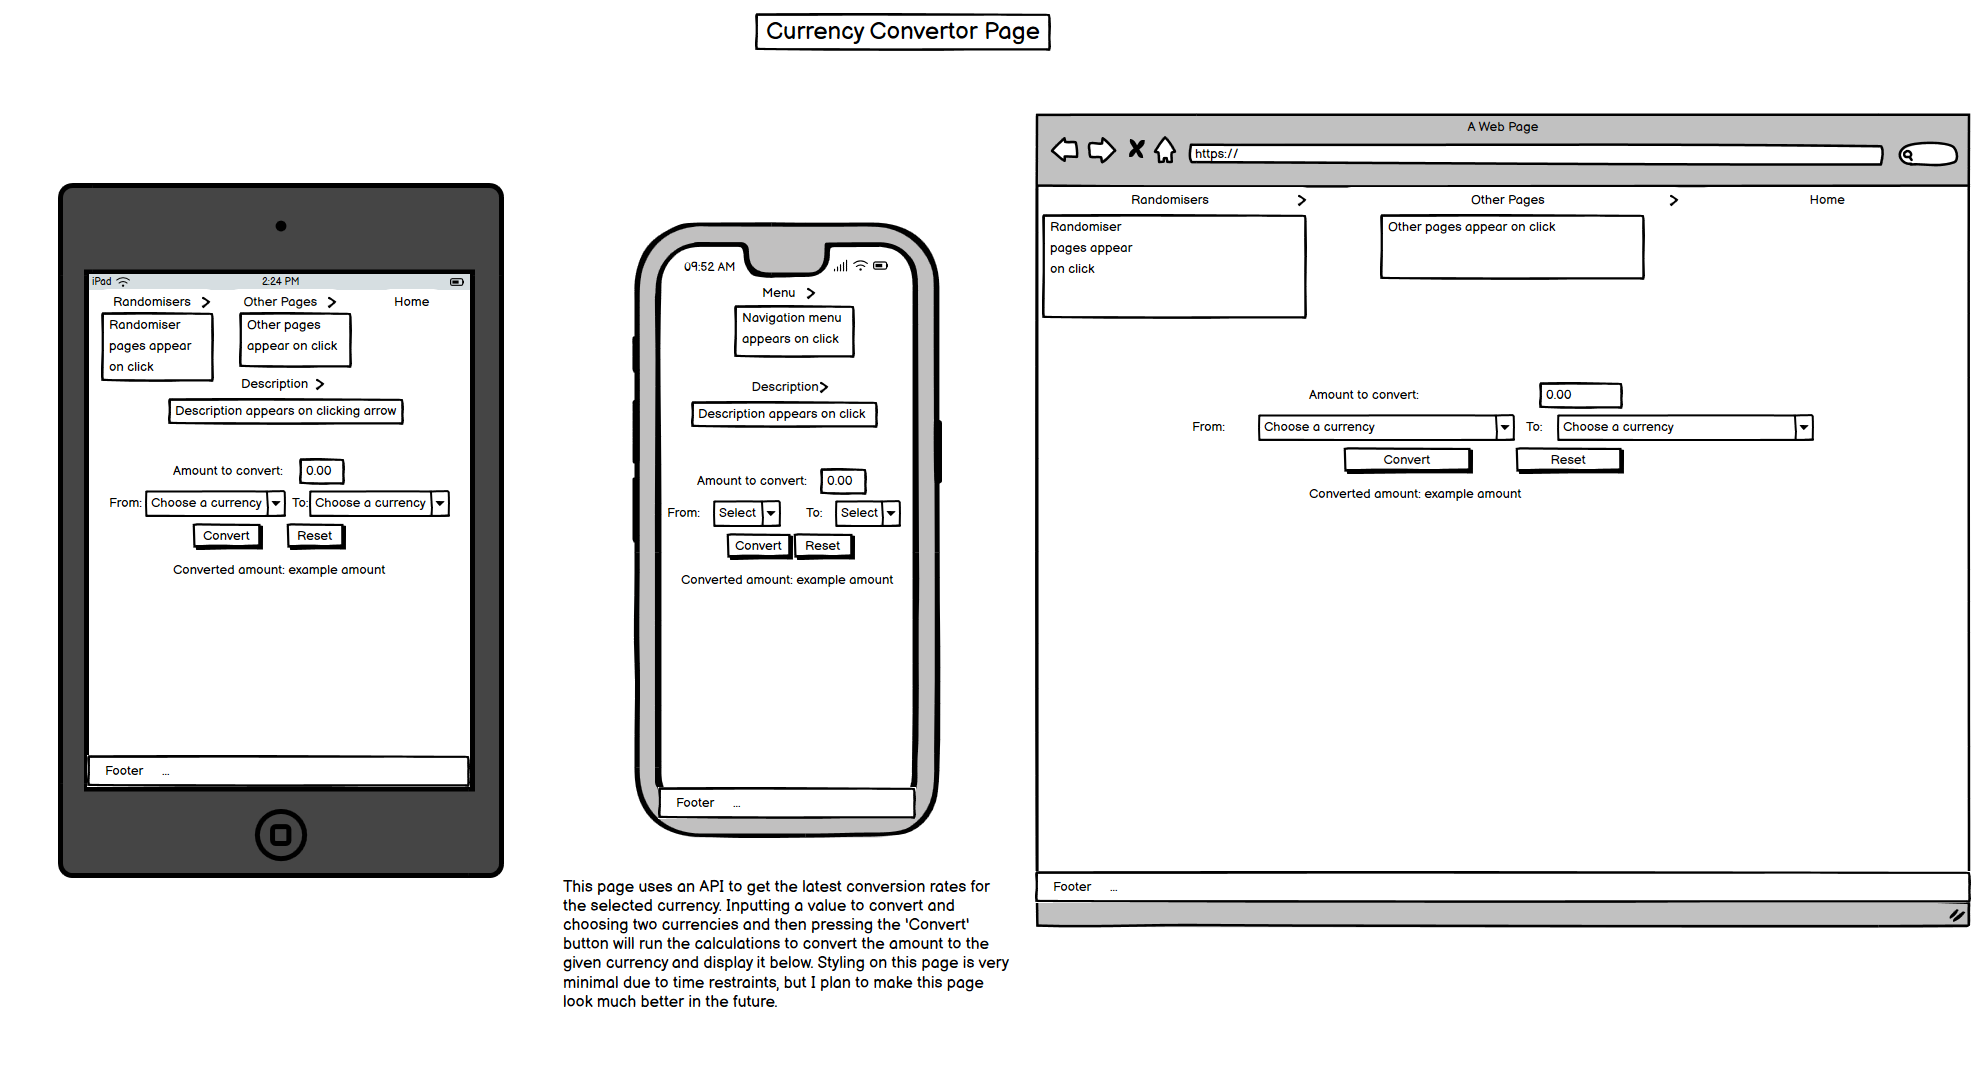 Currency Convertor Page
iPad
2:24 PM
Randomisers
Other Pages
Home
Randomiser
pages appear
on click
Other pages
appear on click
Description
Description appears on clicking arrow
Amount to convert:
0.00
From:
Choose a currency
To:
Choose a currency
Convert
Reset
Converted amount: example amount
Footer ...
09:52 AM
Menu
Navigation menu
appears on click
Description
Description appears on click
Amount to convert:
0.00
From:
Select
To:
Select
Convert
Reset
Converted amount: example amount
Footer ...
This page uses an API to get the latest conversion rates for
the selected currency. Inputting a value to convert and
choosing two currencies and then pressing the 'Convert'
button will run the calculations to convert the amount to the
given currency and display it below. Styling on this page is very
minimal due to time restraints, but I plan to make this page
look much better in the future.
A Web Page
https://
Randomisers
Other Pages
Home
Randomiser
pages appear
on click
Other pages appear on click
Amount to convert:
0.00
From:
Choose a currency
To:
Choose a currency
Convert
Reset
Converted amount: example amount
Footer ...